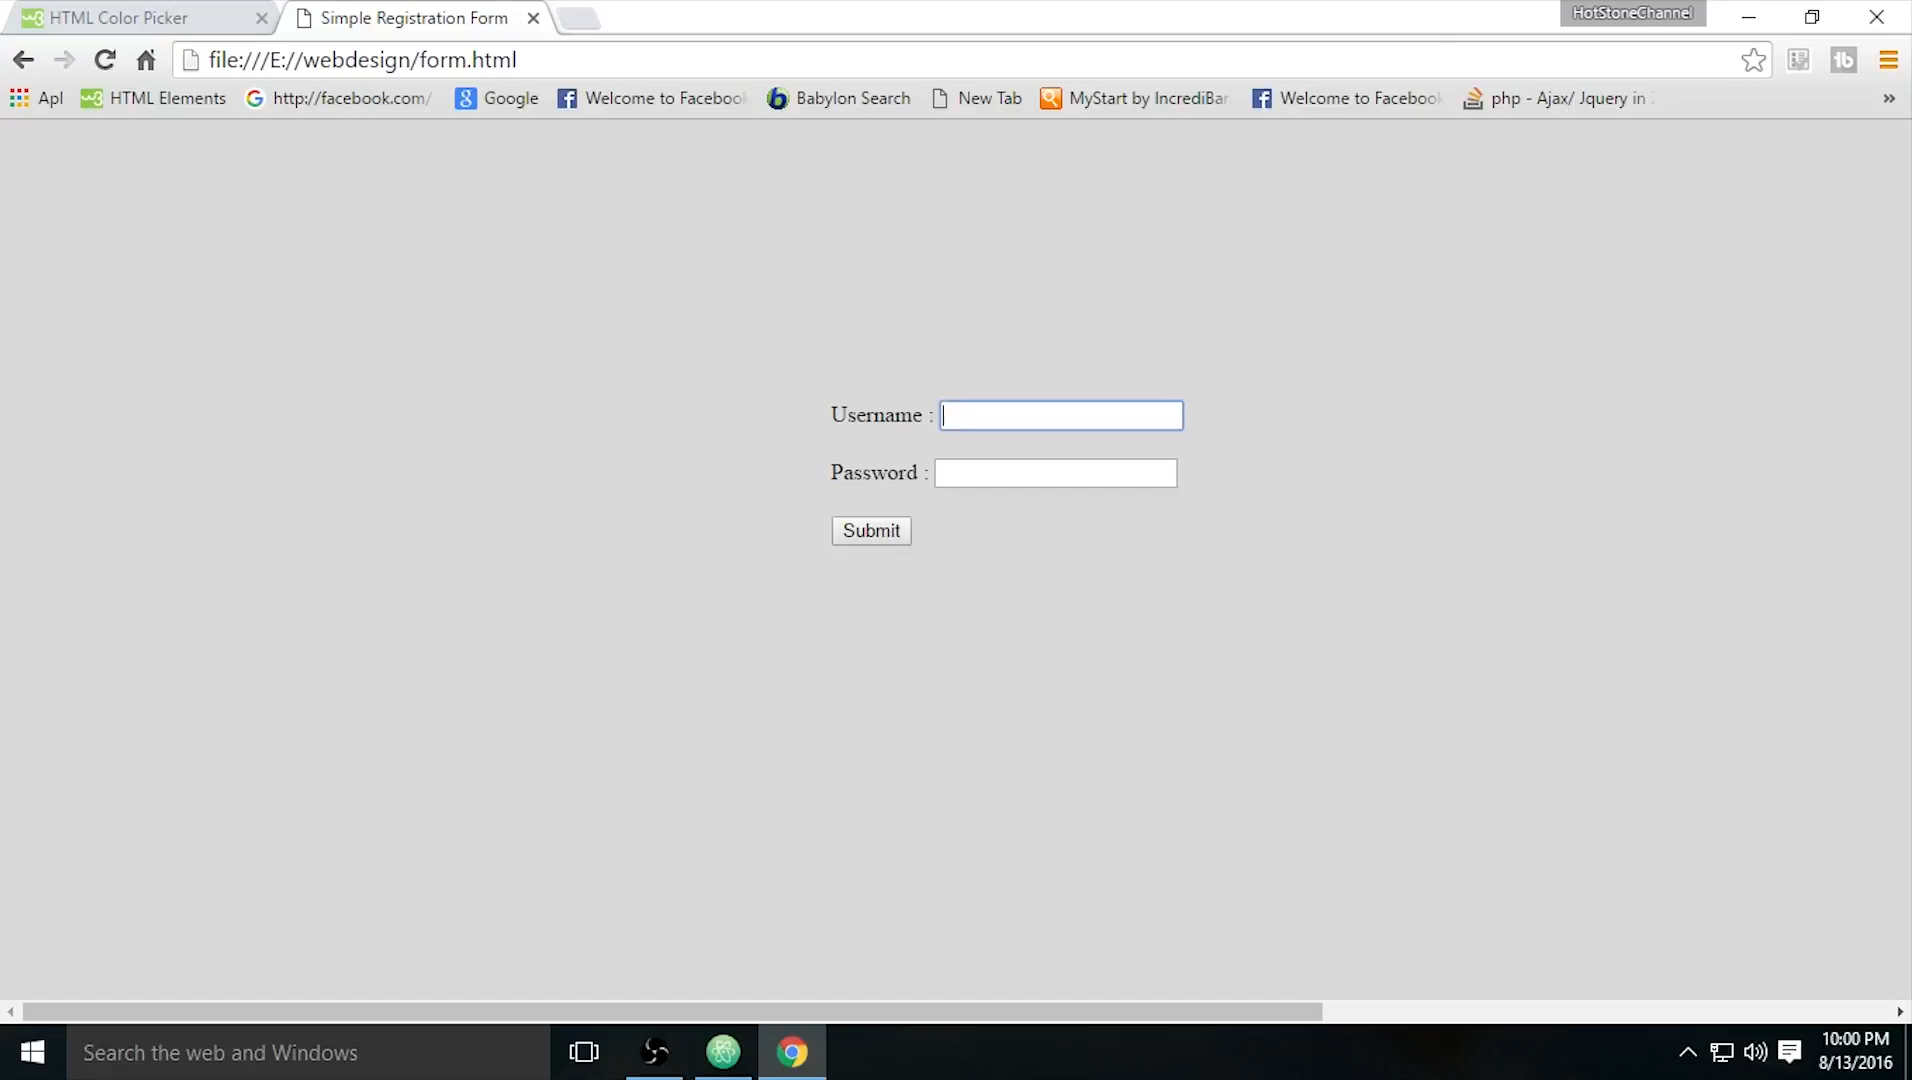 HTML Color Picker
Simple Registration Form
HotStoneChannel
file:///E://webdesign/form.html
Apl
HTML Elements
http://facebook.com/
Google
Welcome to Facebook
Babylon Search
New Tab
MyStart by IncrediBar
Welcome to Facebook
php - Ajax/ Jquery in
Username :
Password :
Submit
Search the web and Windows
10:00 PM
8/13/2016